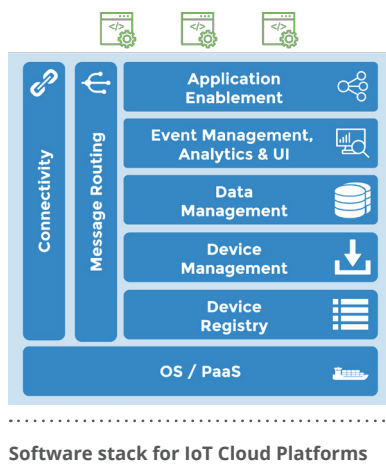 Connectivity
Message Routing
Application
Enablement
Event Management,
Analytics & UI
Data
Management
Device
Management
Device
Registry
OS / PaaS
Software stack for IoT Cloud Platforms